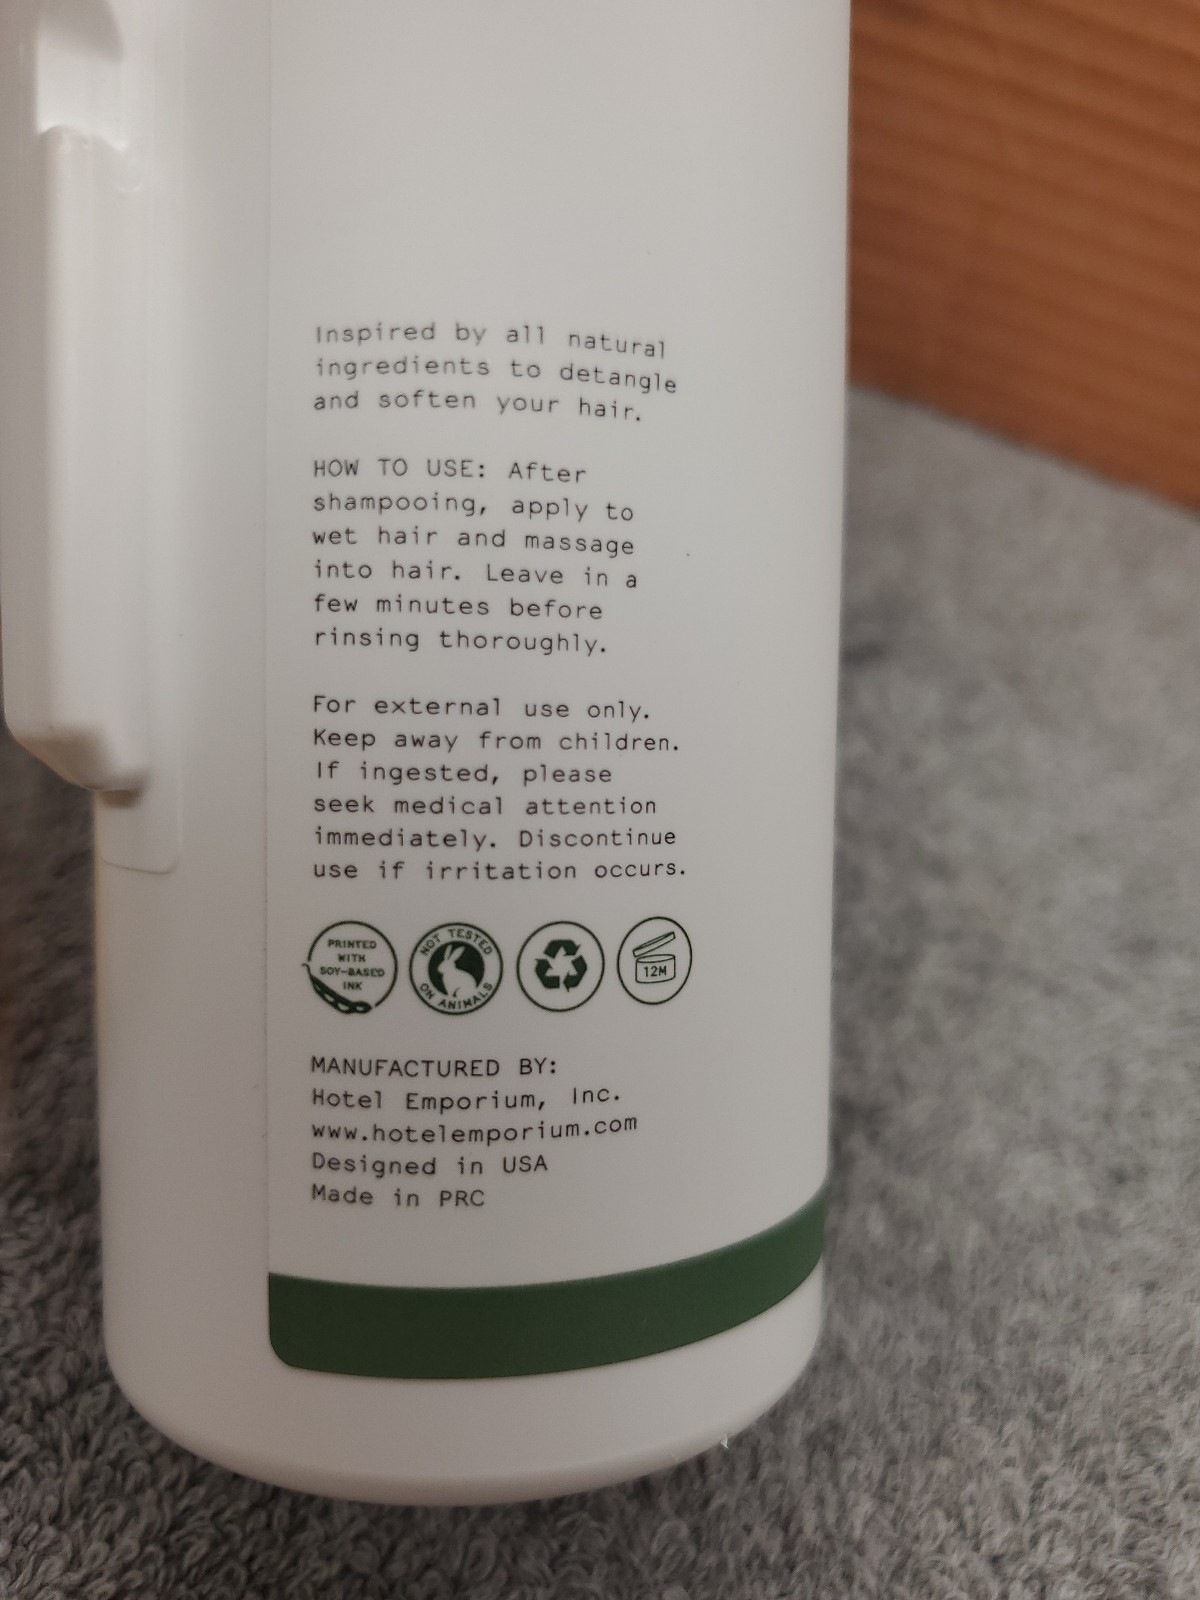 Inspired by all natural
ingredients to detangle
and soften your hair.
HOW TO USE: After
shampooing, apply to
wet hair and massage
into hair. Leave in a
few minutes before
rinsing thoroughly.
For external use only.
Keep away from children.
If ingested, please
seek medical attention
immediately. Discontinue
use if irritation occurs.
PRINTED
WITH
SOY-BASED
INK
NOT TESTED
ON ANIMALS
12M
MANUFACTURED BY:
Hotel Emporium, Inc.
www.hotelemporium.com
Designed in USA
Made in PRC